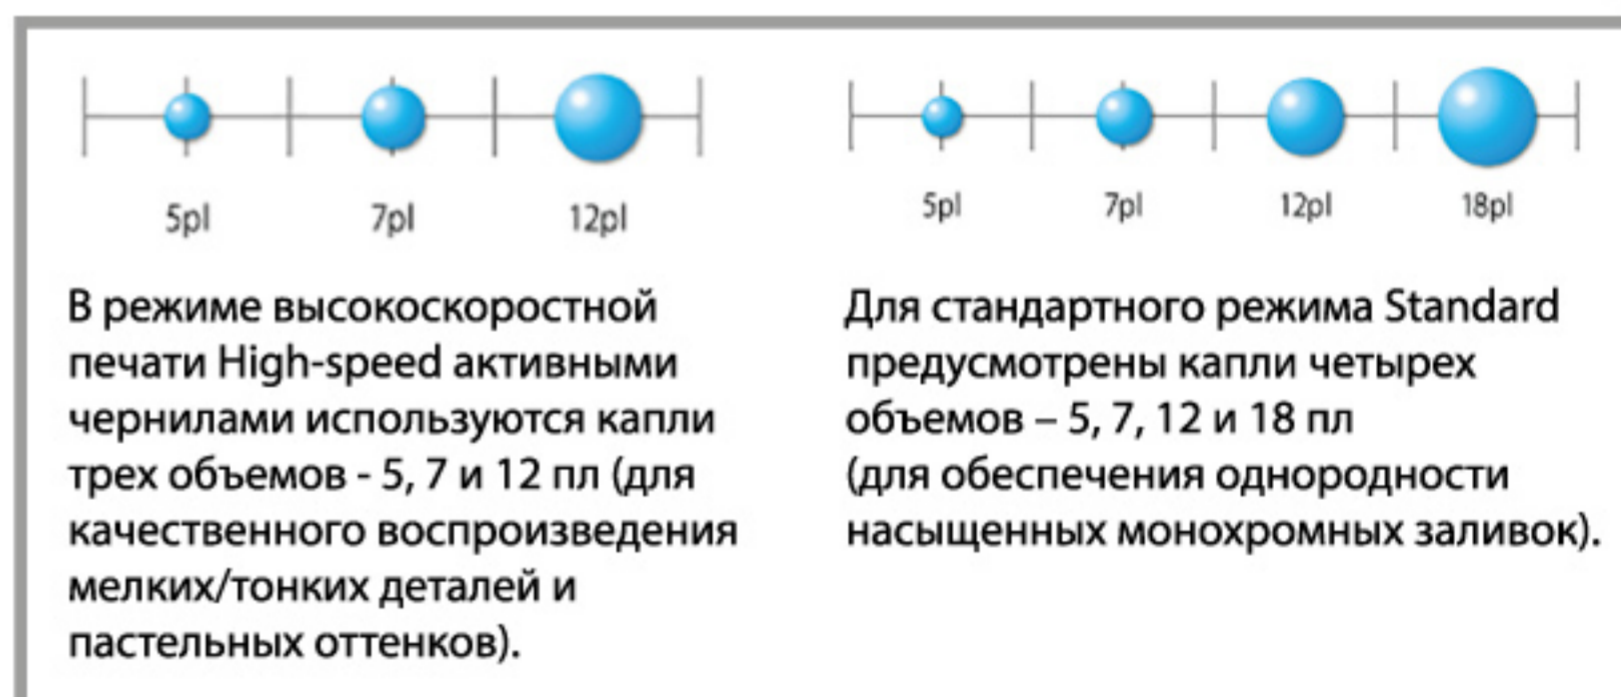 5pl 7pl 12pl
В режиме высокоскоростной
печати High-speed активными
чернилами используются капли
трех объемов - 5, 7 и 12 пл (для
качественного воспроизведения
мелких/тонких деталей и
пастельных оттенков).
5pl 7pl 12pl 18pl
Для стандартного режима Standard
предусмотрены капли четырех
объемов – 5, 7, 12 и 18 пл
(для обеспечения однородности
насыщенных монохромных заливок).